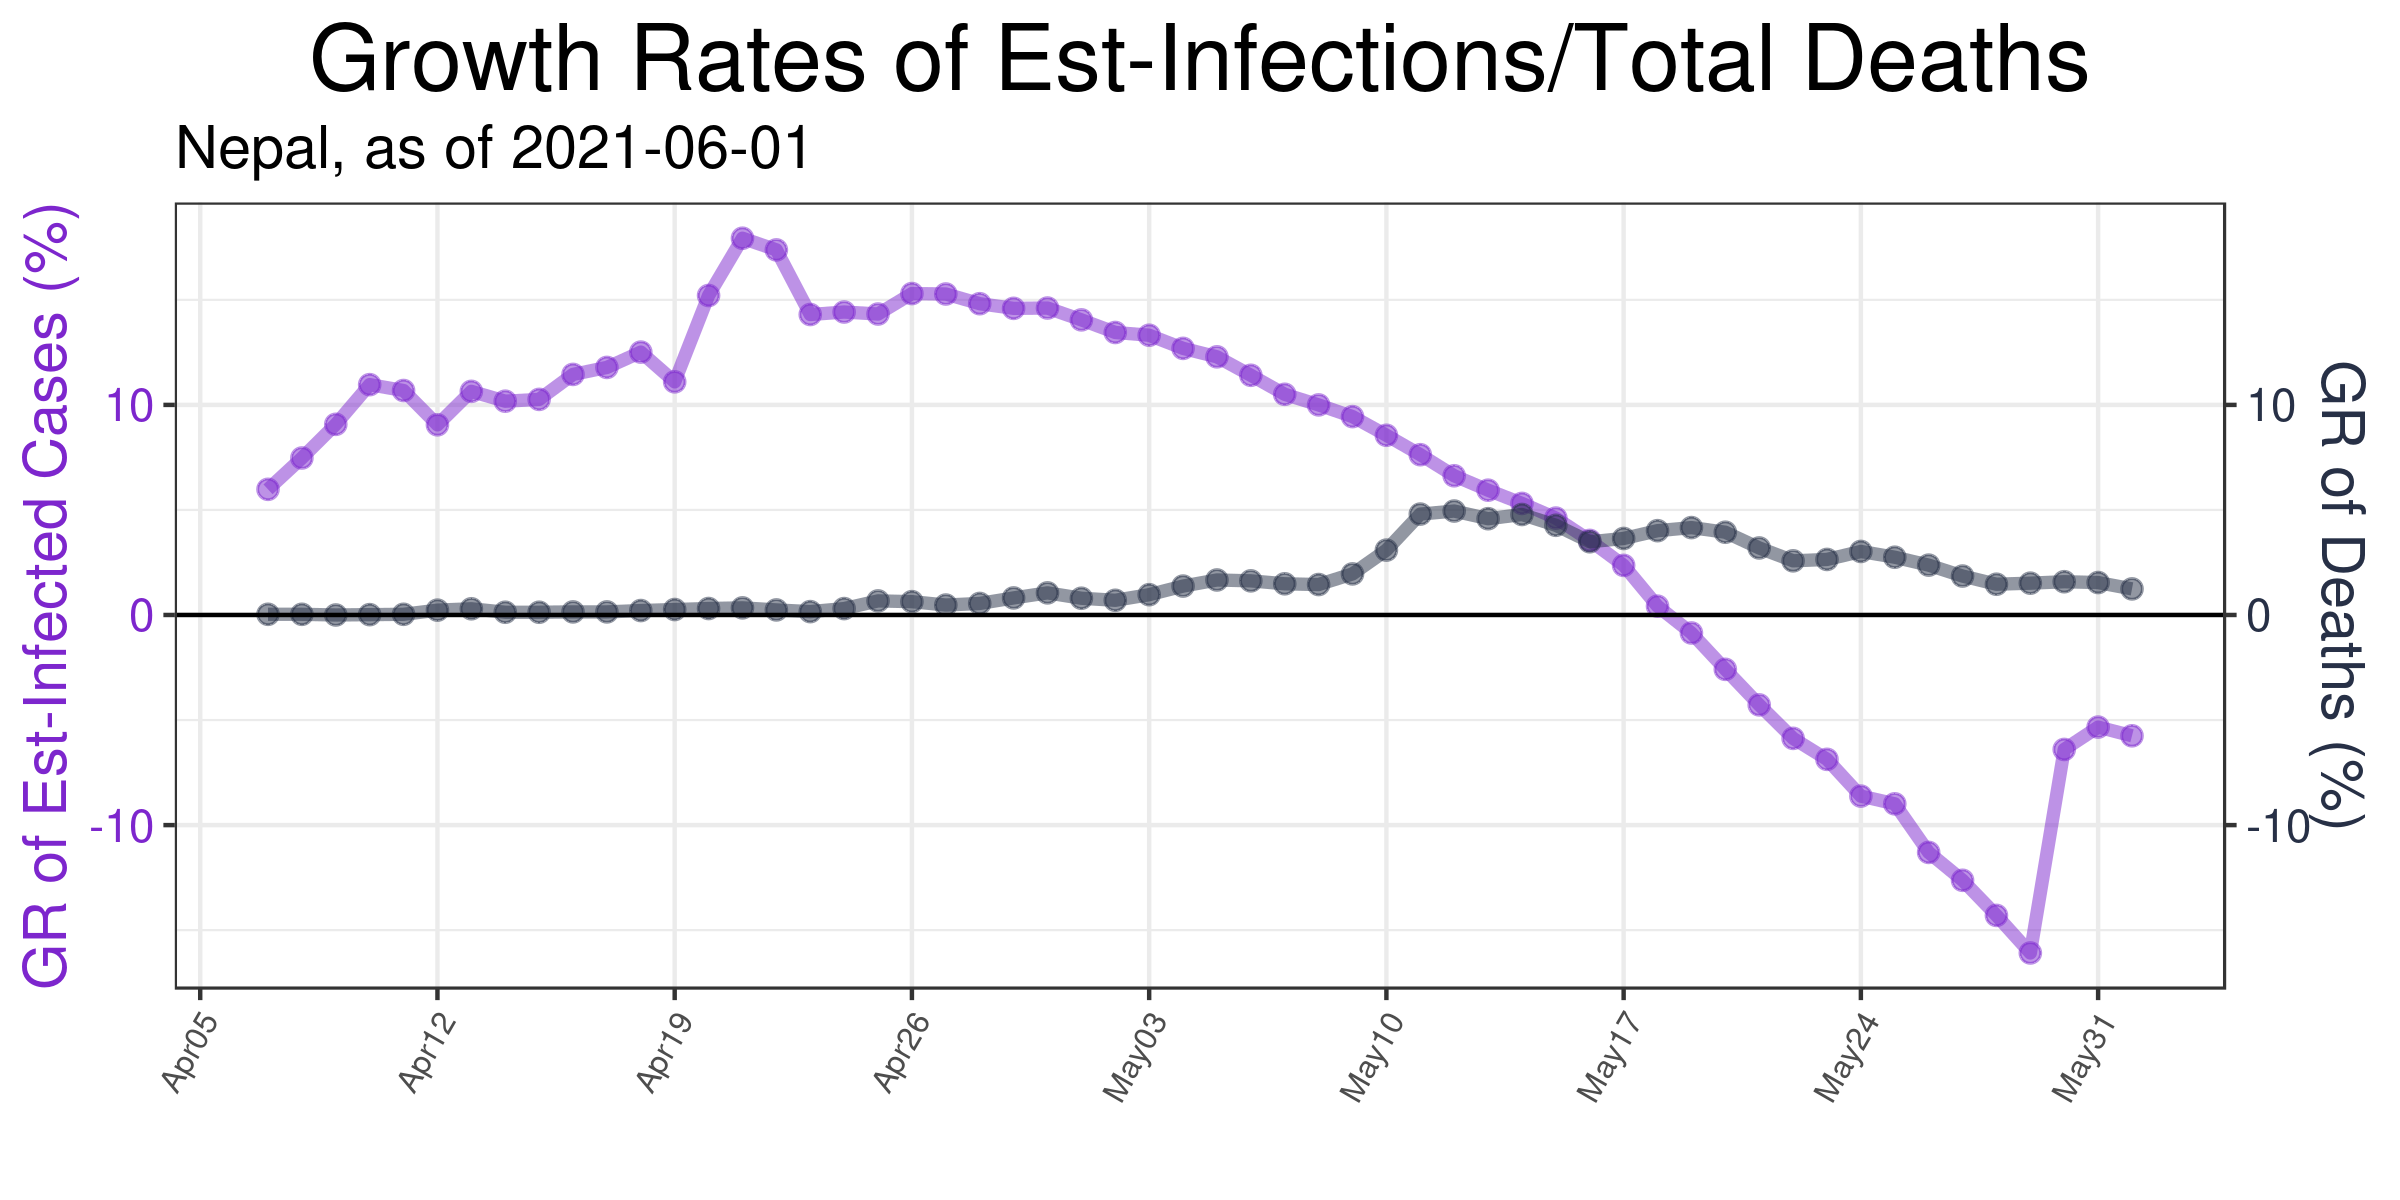 Growth Rates of Est-Infections/Total Deaths
Nepal, as of 2021-06-01
GR of Est-Infected Cases (%)
10
0
-10
10
0
-10
GR of Deaths (%)
Apr05
Apr12
Apr19
Apr26
May03
May10
May17
May24
May31